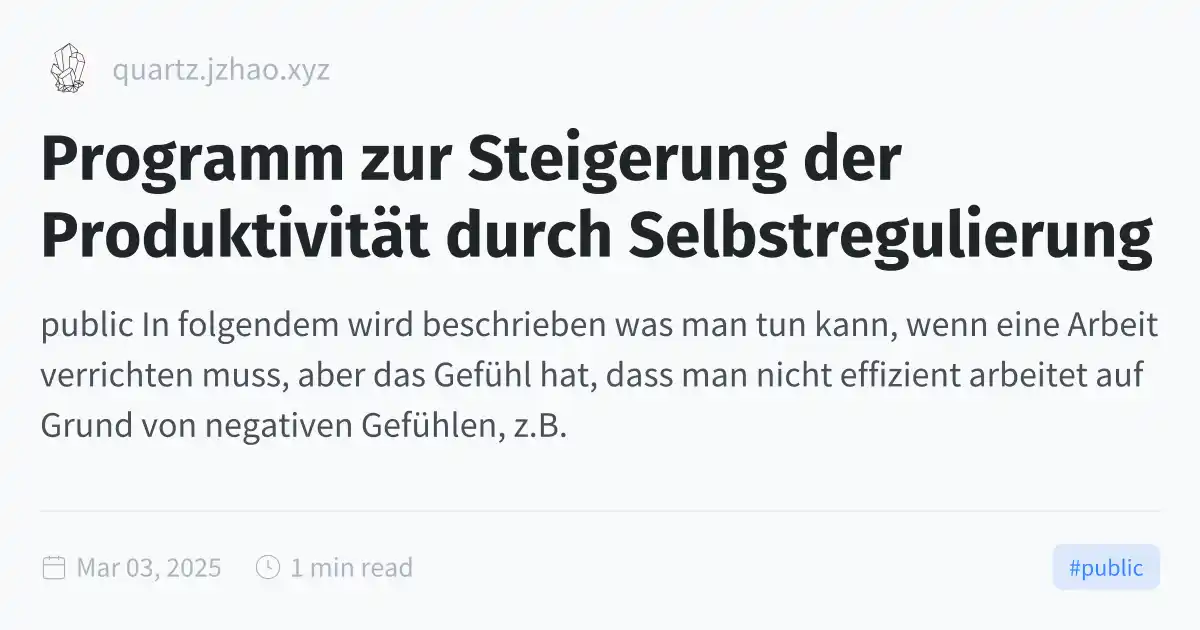 quartz.jzhao.xyz
Programm zur Steigerung der
Produktivität durch Selbstregulierung
public In folgendem wird beschrieben was man tun kann, wenn eine Arbeit
verrichten muss, aber das Gefühl hat, dass man nicht effizient arbeitet auf
Grund von negativen Gefühlen, z.B.
Mar 03, 2025 1 min read #public